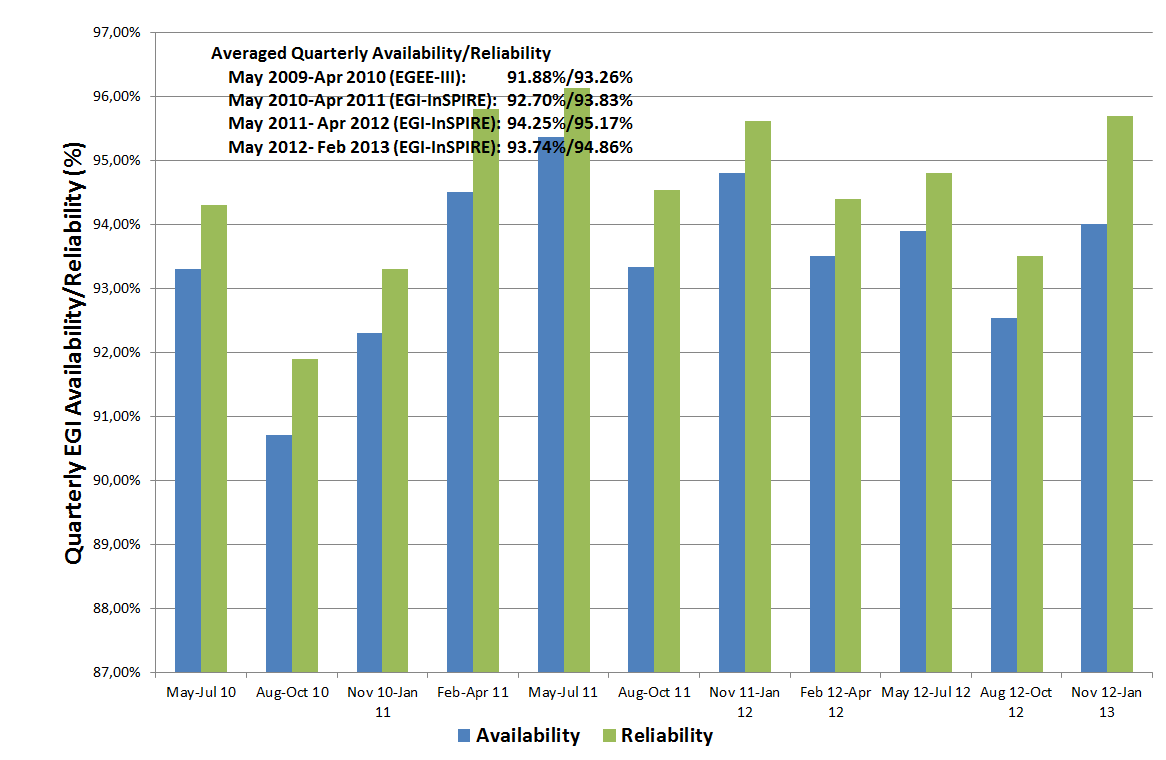 Averaged Quarterly Availability/Reliability
May 2009-Apr 2010 (EGEE-III): 91.88%/93.26%
May 2010-Apr 2011 (EGI-InSPIRE): 92.70%/93.83%
May 2011- Apr 2012 (EGI-InSPIRE): 94.25%/95.17%
May 2012- Feb 2013 (EGI-InSPIRE): 93.74%/94.86%
Quarterly EGI Availability/Reliability (%)
97,00%
96,00%
95,00%
94,00%
93,00%
92,00%
91,00%
90,00%
89,00%
88,00%
87,00%
May-Jul 10
Aug-Oct 10
Nov 10-Jan
11
Feb-Apr 11
May-Jul 11
Aug-Oct 11
Nov 11-Jan
12
Feb 12-Apr
12
May 12-Jul 12
Aug 12-Oct
12
Nov 12-Jan
13
Availability
Reliability